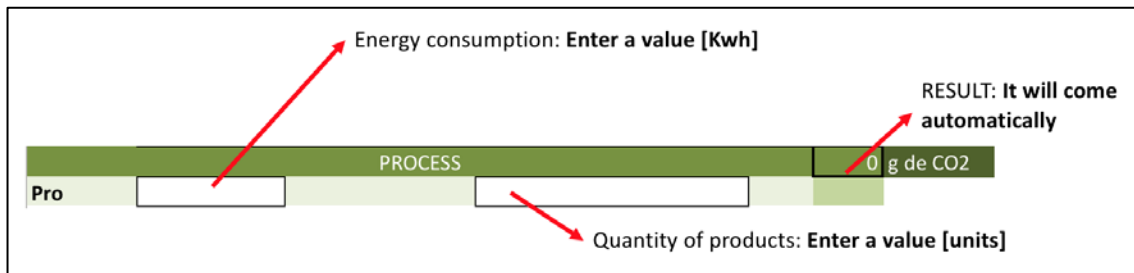 Energy consumption: Enter a value [Kwh]
RESULT: It will come
automatically
PROCESS 0 g de CO2
Pro
Quantity of products: Enter a value [units]